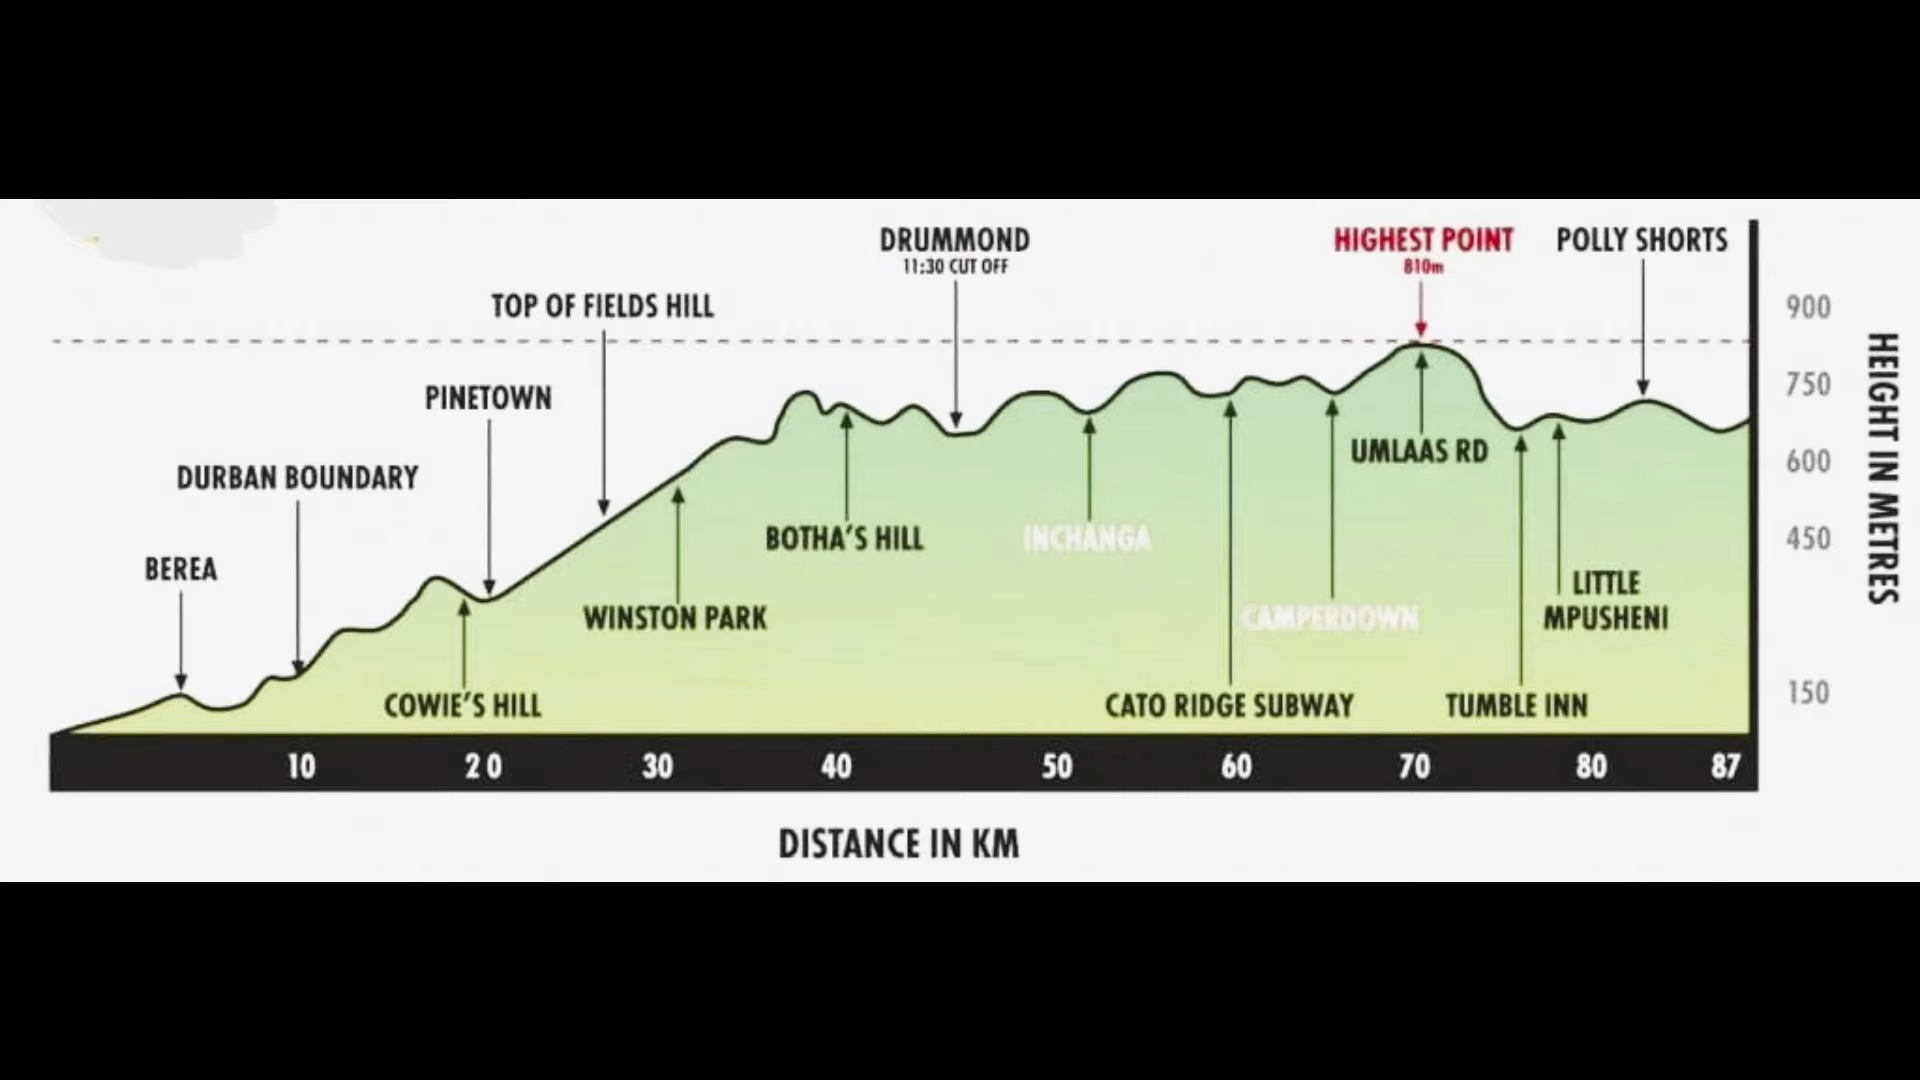 DRUMMOND
11:30 CUT OFF
HIGHEST POINT
810m
POLLY SHORTS
TOP OF FIELDS HILL
900
PINETOWN
750
DURBAN BOUNDARY
UMLAAS RD
600
BEREA
BOTHA'S HILL
INCHANGA
450
HEIGHT IN METRES
WINSTON PARK
CAMPERDOWN
LITTLE
MPUSHENI
COWIE'S HILL
CATO RIDGE SUBWAY
TUMBLE INN
150
10 20 30 40 50 60 70 80 87
DISTANCE IN KM